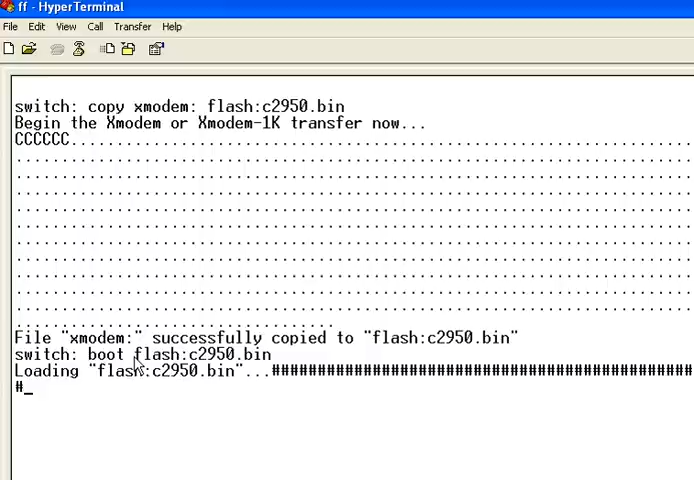 ff - HyperTerminal
File Edit View Call Transfer Help
switch: copy xmodem: flash:c2950.bin
Begin the Xmodem or Xmodem-1K transfer now...
CCCCCC....................................................................
...........................................................................
...........................................................................
...........................................................................
...........................................................................
...........................................................................
...........................................................................
...........................................................................
...........................................................................
...........................................................................
...........................................................................
...................................
File "xmodem:" successfully copied to "flash:c2950.bin"
switch: boot flash:c2950.bin
Loading "flash:c2950.bin"...###############################################
#_